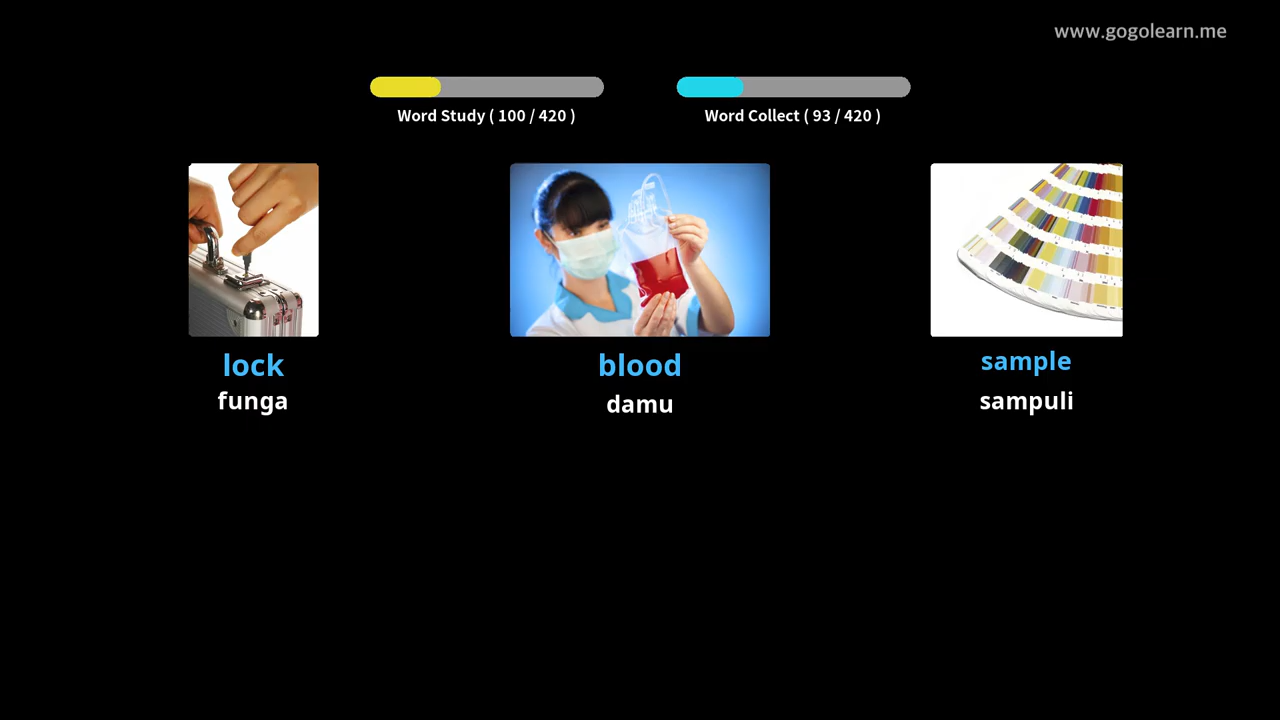 www.gogolearn.me
Word Study ( 100 / 420 )
Word Collect ( 93 / 420 )
lock
funga
blood
damu
sample
sampuli